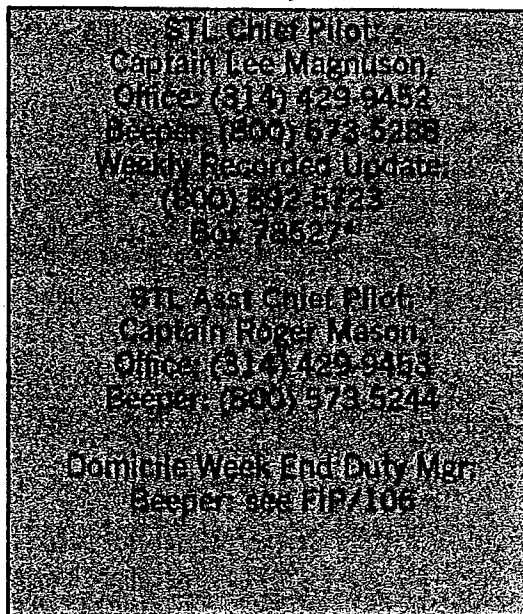 STL Chief Pilot:
Captain Lee Magnuson,
Office: (314) 429-9452
Beeper: (800) 673-5288
Weekly Recorded Update:
(800) 892-5723
Box 78527*
STL Asst Chief Pilot:
Captain Roger Mason,
Office: (314) 429-9453
Beeper: (800) 973-5244
Domicile Week End Duty Mgr:
Beeper: see FIP/106